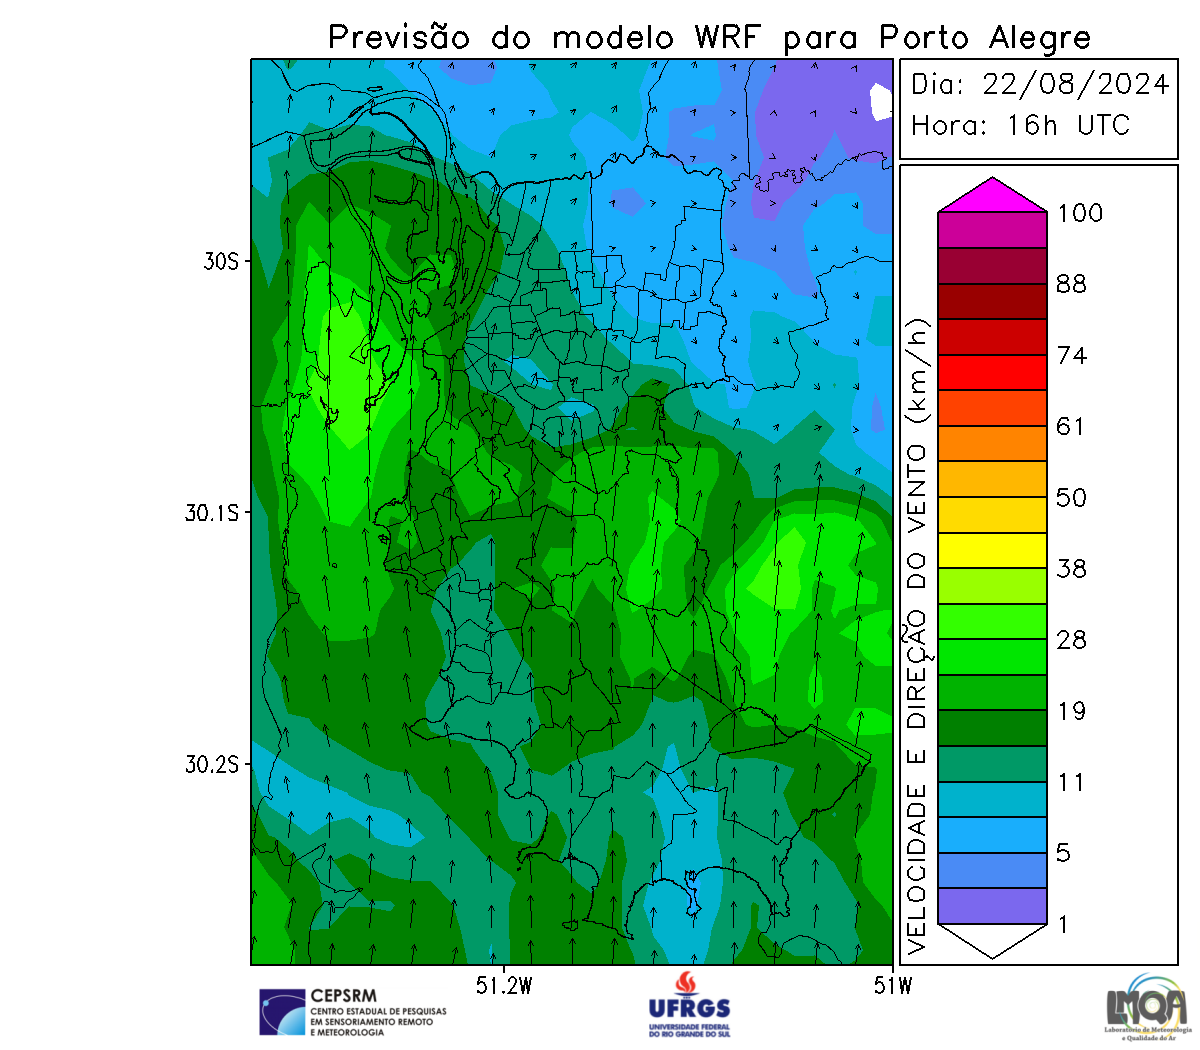 Previsão do modelo WRF para Porto Alegre
Dia: 22/08/2024
Hora: 16h UTC
30S
30.1S
30.2S
51.2W
51W
VELOCIDADE E DIREÇÃO DO VENTO (km/h)
100
88
74
61
50
38
28
19
11
5
1
CEPSRM
CENTRO ESTADUAL DE PESQUISAS
EM SENSORIAMENTO REMOTO
E METEOROLOGIA
UFRGS
UNIVERSIDADE FEDERAL
DO RIO GRANDE DO SUL
LMQA
Laboratório de Meteorologia
e Qualidade do Ar